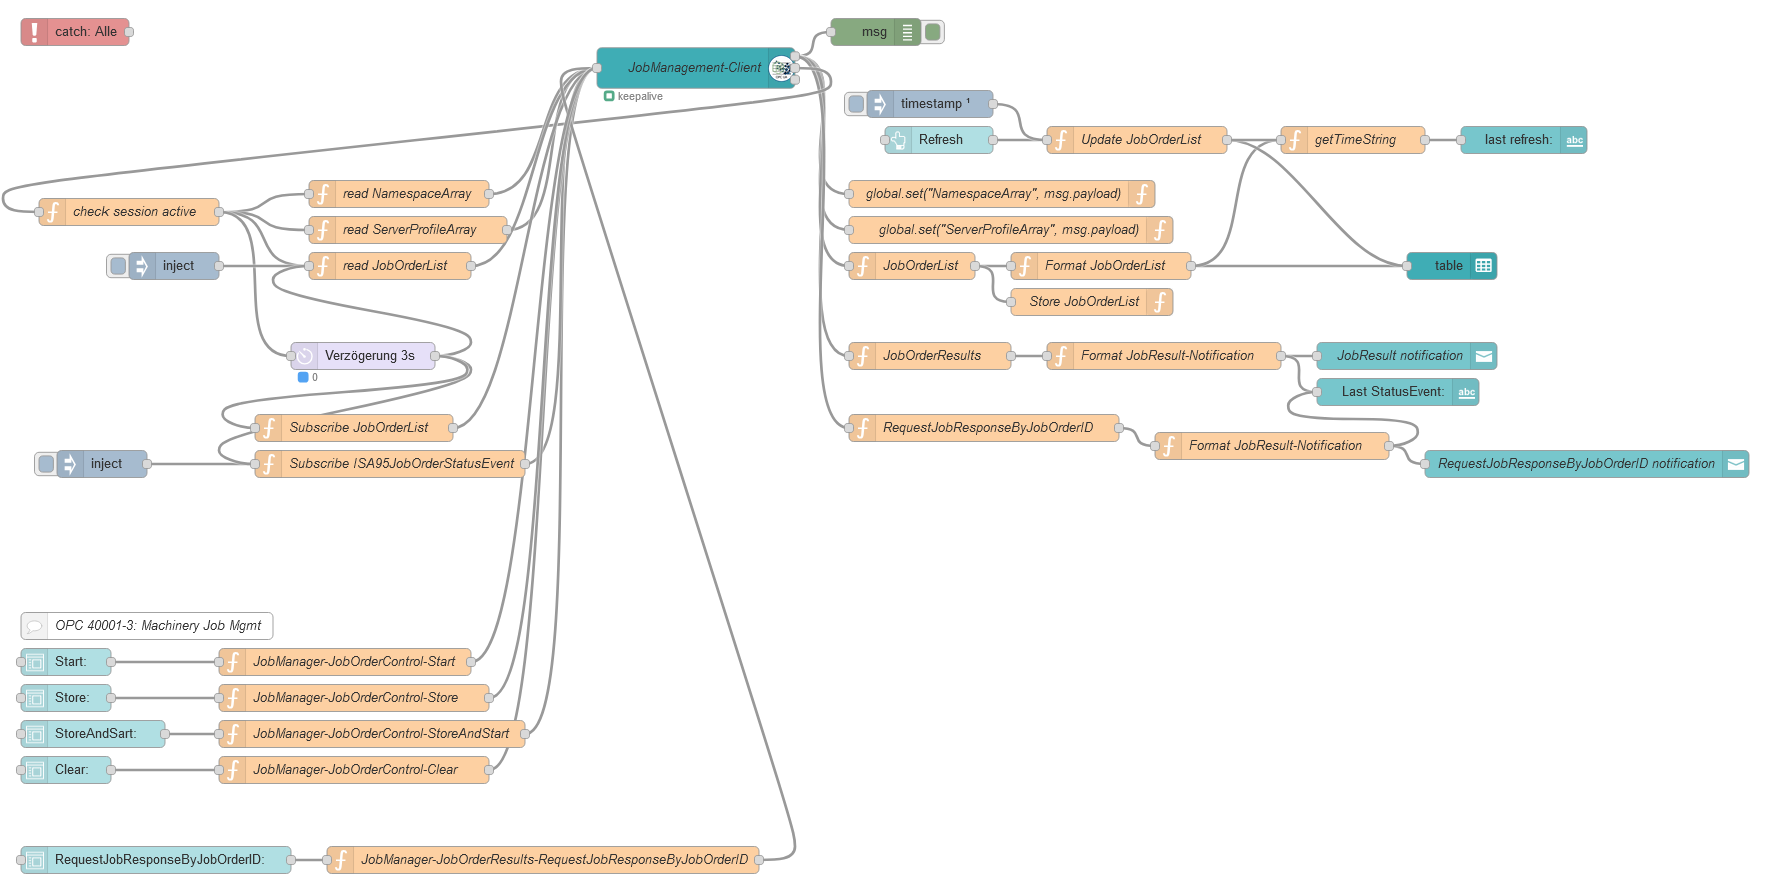 catch: Alle
msg
JobManagement-Client
OPC UA
keepalive
timestamp ¹
Refresh
Update JobOrderList
getTimeString
last refresh:
abc
read NamespaceArray
global.set("NamespaceArray", msg.payload)
check session active
read ServerProfileArray
global.set("ServerProfileArray", msg.payload)
inject
read JobOrderList
JobOrderList
Format JobOrderList
table
Store JobOrderList
Verzögerung 3s
0
JobOrderResults
Format JobResult-Notification
JobResult notification
Last StatusEvent:
abc
Subscribe JobOrderList
RequestJobResponseByJobOrderID
Format JobResult-Notification
inject
Subscribe ISA95JobOrderStatusEvent
RequestJobResponseByJobOrderID notification
OPC 40001-3: Machinery Job Mgmt
Start:
JobManager-JobOrderControl-Start
Store:
JobManager-JobOrderControl-Store
StoreAndSart:
JobManager-JobOrderControl-StoreAndStart
Clear:
JobManager-JobOrderControl-Clear
RequestJobResponseByJobOrderID:
JobManager-JobOrderResults-RequestJobResponseByJobOrderID